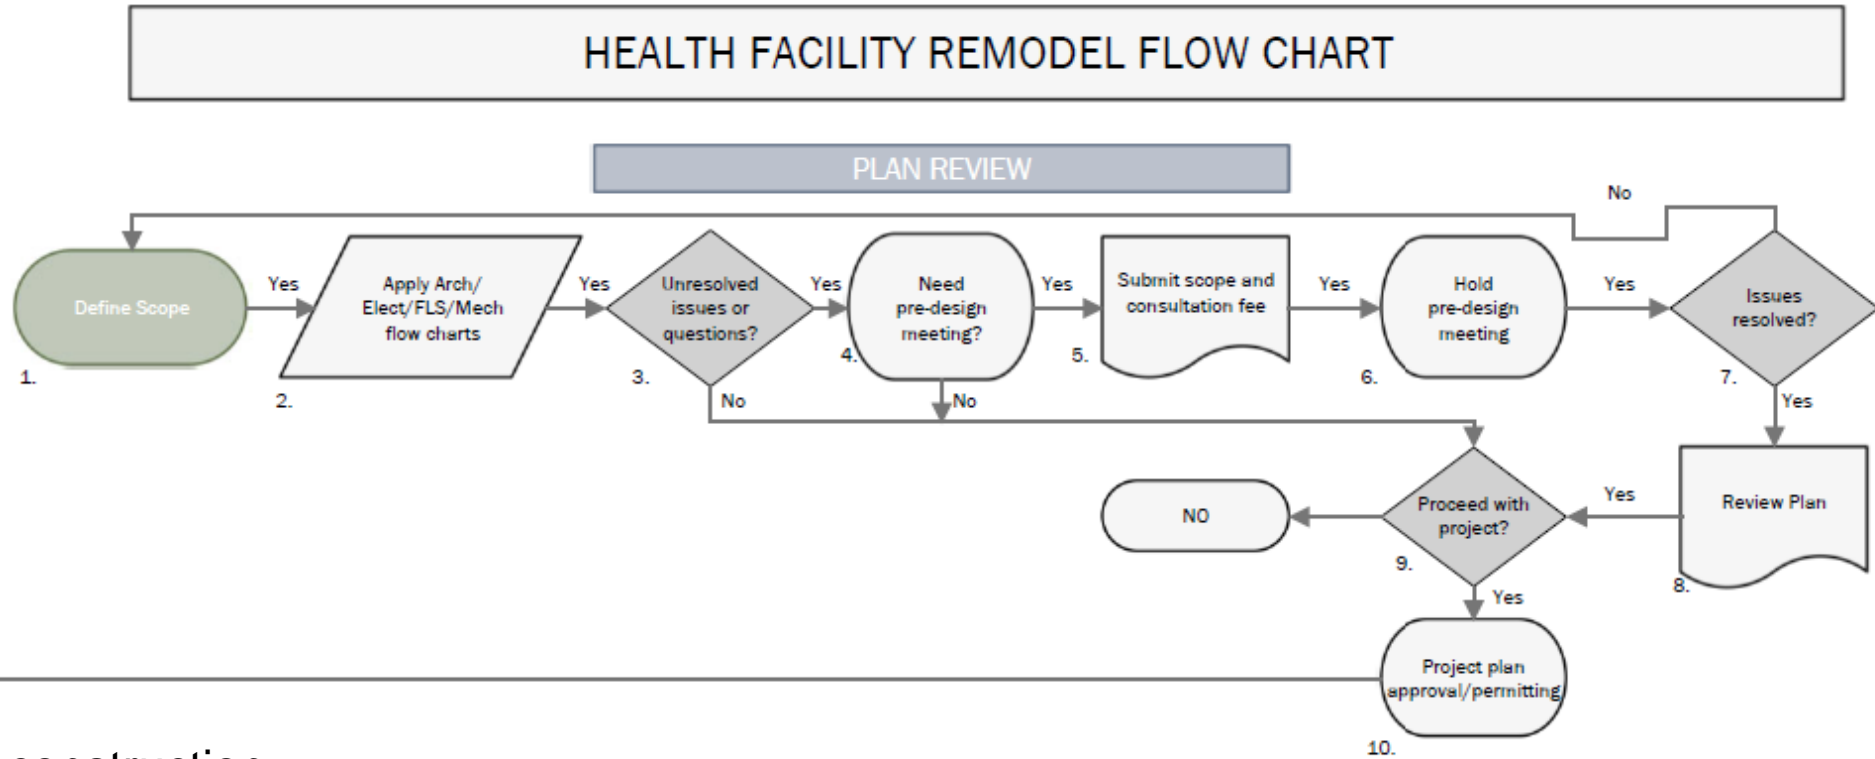 HEALTH FACILITY REMODEL FLOW CHART
PLAN REVIEW
No
Define Scope
1.
Yes
Apply Arch/
Elect/FLS/Mech
flow charts
2.
Yes
Unresolved
issues or
questions?
3.
Yes
No
Need
pre-design
meeting?
4.
Yes
No
Submit scope and
consultation fee
5.
Yes
Hold
pre-design
meeting
6.
Yes
Issues
resolved?
7.
Yes
Review Plan
8.
Yes
Proceed with
project?
9.
NO
Yes
Project plan
approval/permitting
10.
construction